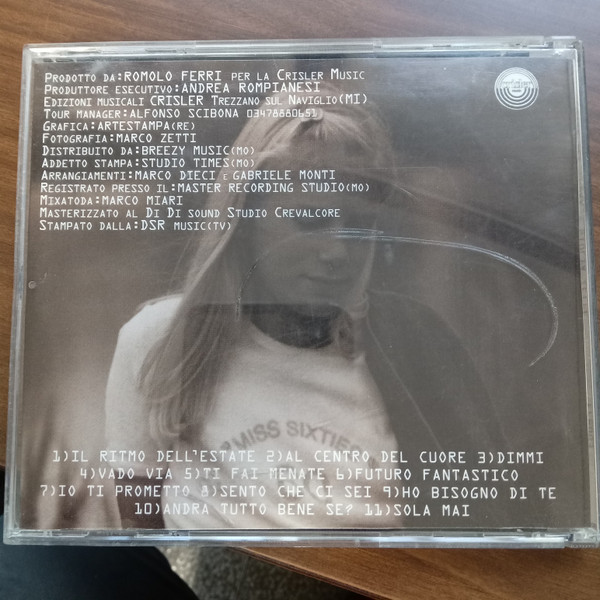 PRODOTTO DA:ROMOLO FERRI PER LA CRISLER MUSIC
PRODUTTORE ESECUTIVO:ANDREA ROMPIANESI
EDIZIONI MUSICALI CRISLER TREZZANO SUL NAVIGLIO(MI)
TOUR MANAGER:ALFONSO SCIBONA 03478880651
GRAFICA:ARTESTAMPA(RE)
FOTOGRAFIA:MARCO ZETTI
DISTRIBUITO DA:BREEZY MUSIC(MO)
ADDETTO STAMPA:STUDIO TIMES(MO)
ARRANGIAMENTI:MARCO DIECI E GABRIELE MONTI
REGISTRATO PRESSO IL:MASTER RECORDING STUDIO(MO)
MIXATODA:MARCO MIARI
MASTERIZZATO AL DI DI SOUND STUDIO CREVALCORE
STAMPATO DALLA:DSR MUSIC(TV)
MISS SIXTIES
1)IL RITMO DELL'ESTATE 2)AL CENTRO DEL CUORE 3)DIMMI
4)VADO VIA 5)TI FAI MENATE 6)FUTURO FANTASTICO
7)IO TI PROMETTO 8)SENTO CHE CI SEI 9)HO BISOGNO DI TE
10)ANDRA TUTTO BENE SE? 11)SOLA MAI